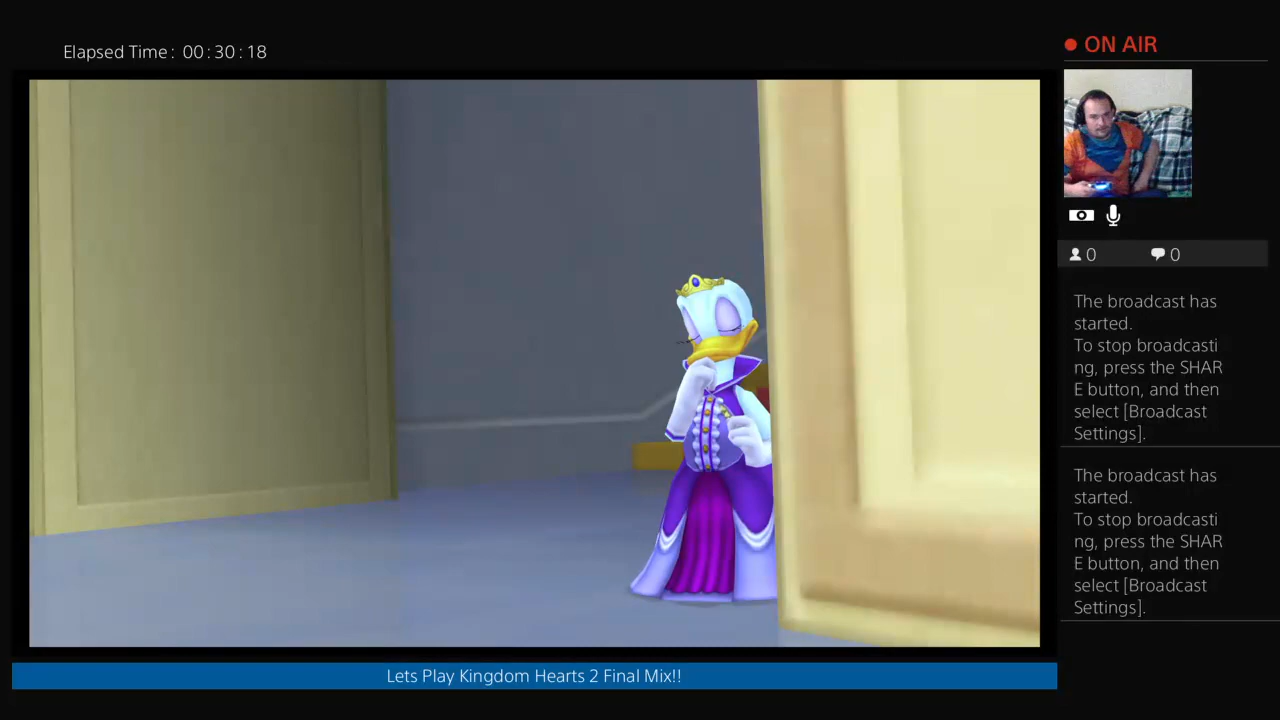 Elapsed Time: 00:30:18
ON AIR
0
0
The broadcast has
started.
To stop broadcasti
ng, press the SHAR
E button, and then
select [Broadcast
Settings].
The broadcast has
started.
To stop broadcasti
ng, press the SHAR
E button, and then
select [Broadcast
Settings].
Lets Play Kingdom Hearts 2 Final Mix!!